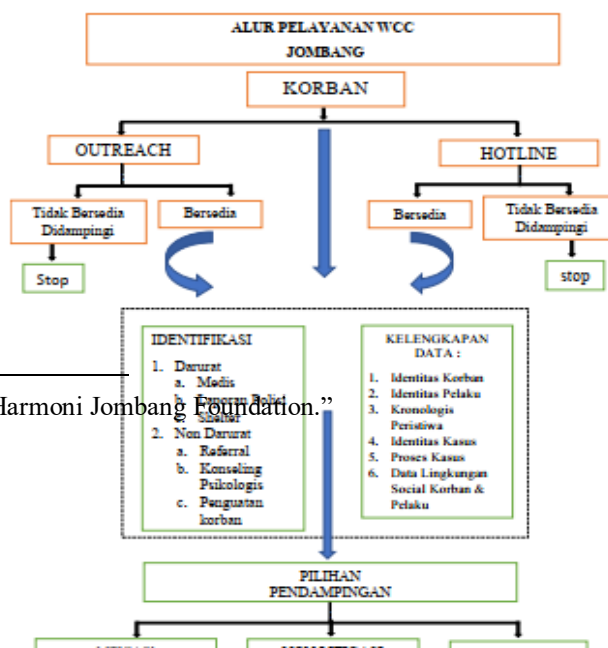 ALUR PELAYANAN WCC
JOMBANG
KORBAN
OUTREACH
HOTLINE
Tidak Bersedia
Didampingi
Bersedia
Bersedia
Tidak Bersedia
Didampingi
Stop
stop
IDENTIFIKASI
1. Darurat
a. Medis
b. Laporan Polisi
c. Shelter
2. Non Darurat
a. Referral
b. Konseling
Psikologis
c. Penguatan
korban
KELENGKAPAN
DATA :
1. Identitas Korban
2. Identitas Pelaku
3. Kronologis
Peristiwa
4. Identitas Kasus
5. Proses Kasus
6. Data Lingkungan
Social Korban &
Pelaku
Harmoni Jombang Foundation.”
PILIHAN
PENDAMPINGAN